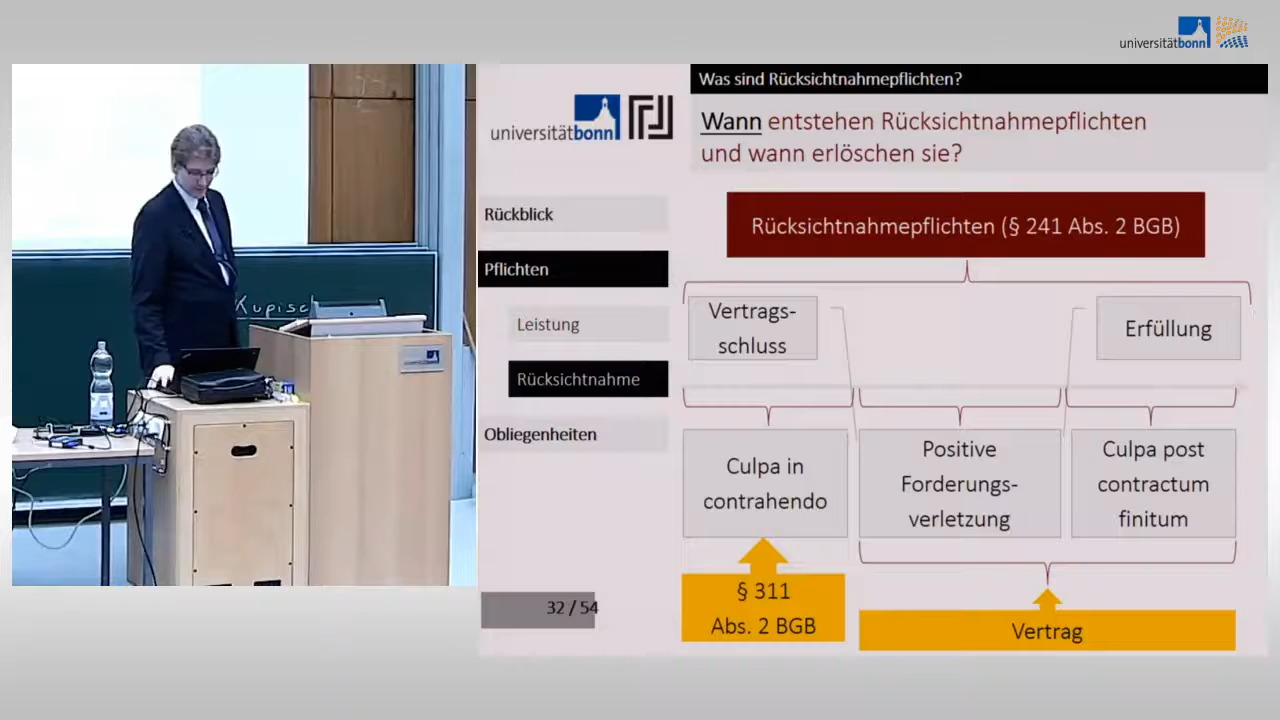 universitätbonn
Was sind Rücksichtnahmepflichten?
universitätbonn
Wann entstehen Rücksichtnahmepflichten
und wann erlöschen sie?
Rückblick
Pflichten
Leistung
Rücksichtnahme
Obliegenheiten
32 / 54
Rücksichtnahmepflichten (§ 241 Abs. 2 BGB)
Vertrags-
schluss
Erfüllung
Culpa in
contrahendo
Positive
Forderungs-
verletzung
Culpa post
contractum
finitum
§ 311
Abs. 2 BGB
Vertrag
Kupisc